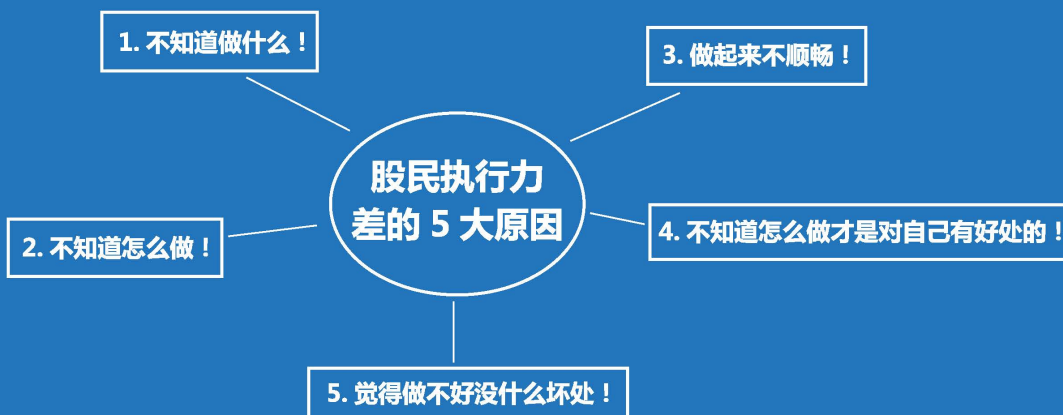 1. 不知道做什么！
3. 做起来不顺畅！
股民执行力
差的 5 大原因
2. 不知道怎么做！
4. 不知道怎么做才是对自己有好处的！
5. 觉得做不好没什么坏处！